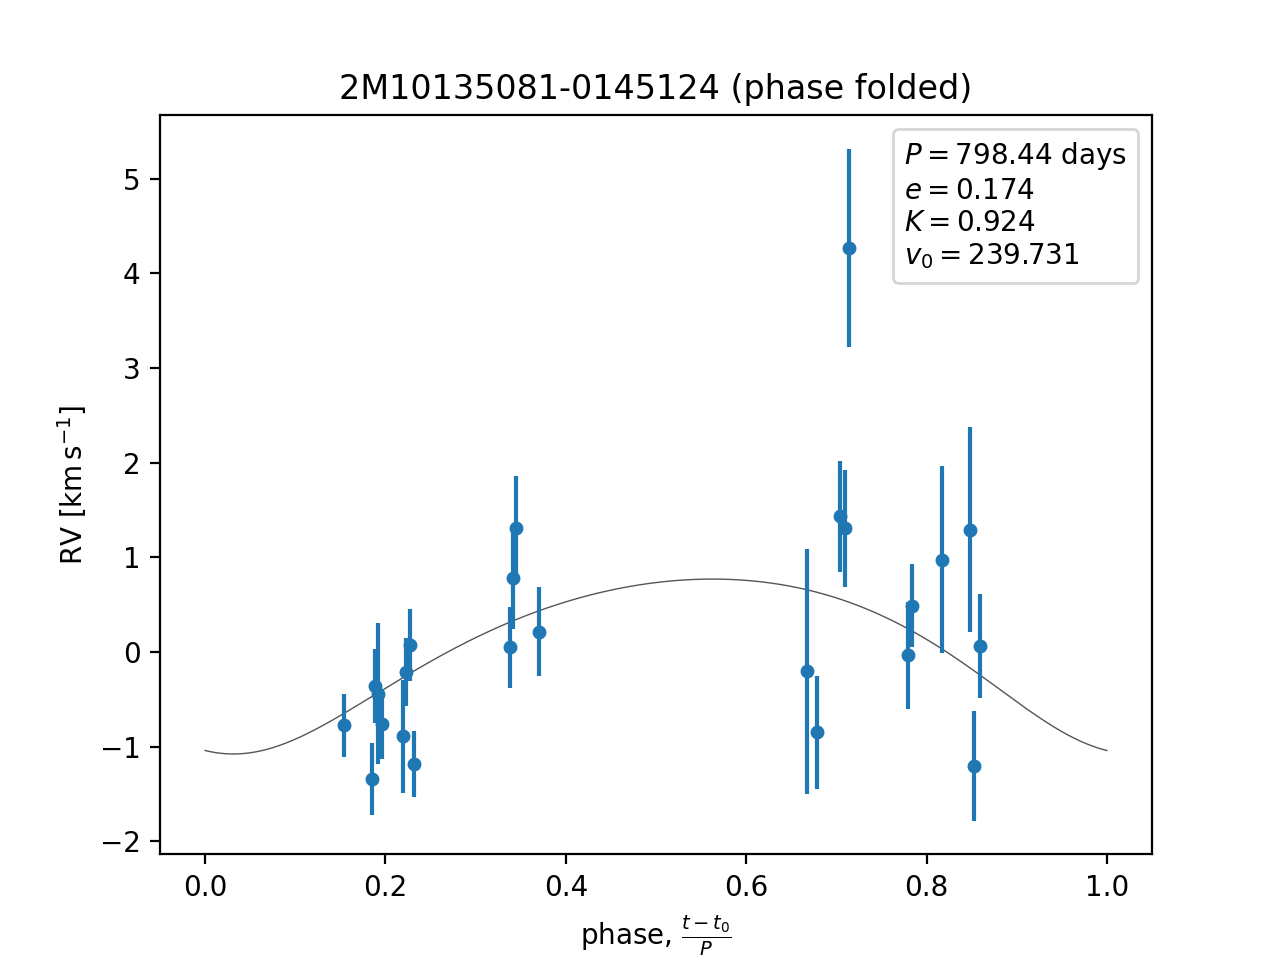 2M10135081-0145124 (phase folded)
P = 798.44 days
e = 0.174
K = 0.924
v₀ = 239.731
RV [km s⁻¹]
5
4
3
2
1
0
−1
−2
0.0 0.2 0.4 0.6 0.8 1.0
phase, (t − t₀)/P